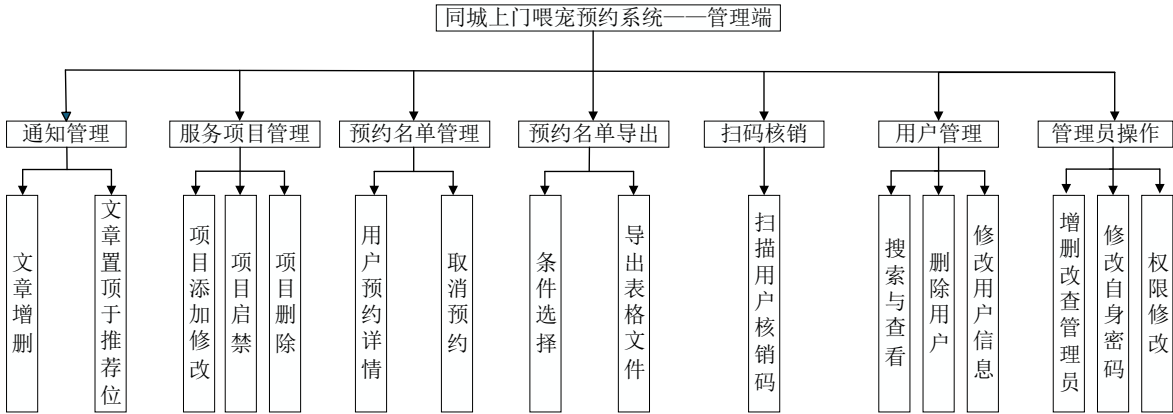 同城上门喂宠预约系统——管理端
通知管理
服务项目管理
预约名单管理
预约名单导出
扫码核销
用户管理
管理员操作
文章增删
文章置顶于推荐位
项目添加修改
项目启禁
项目删除
用户预约详情
取消预约
条件选择
导出表格文件
扫描用户核销码
搜索与查看
删除用户
修改用户信息
增删改查管理员
修改自身密码
权限修改